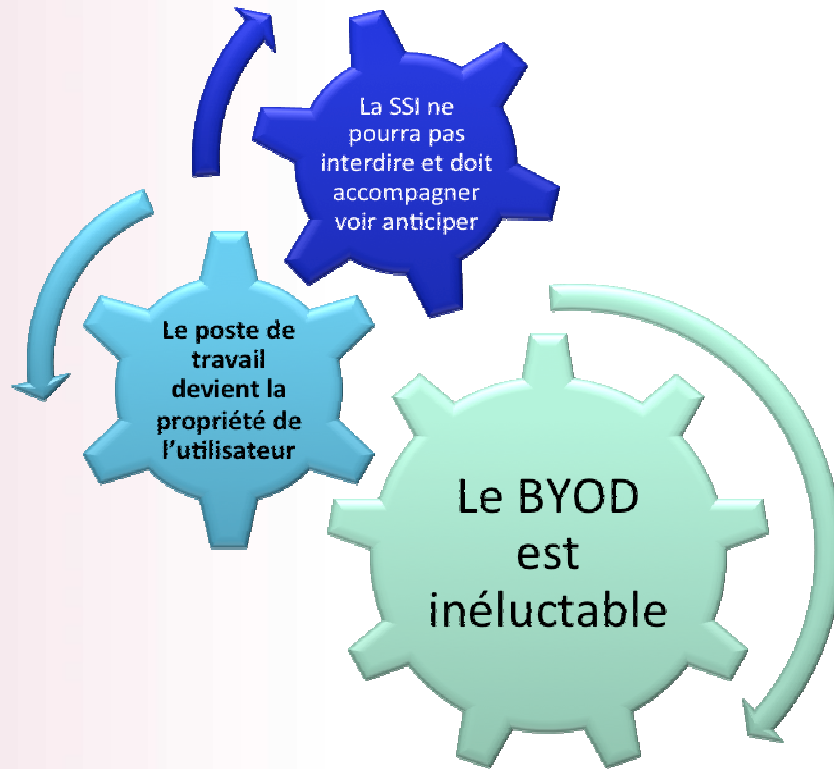 La SSI ne
pourra pas
interdire et doit
accompagner
voir anticiper
Le poste de
travail
devient la
propriété de
l'utilisateur
Le BYOD
est
inéluctable